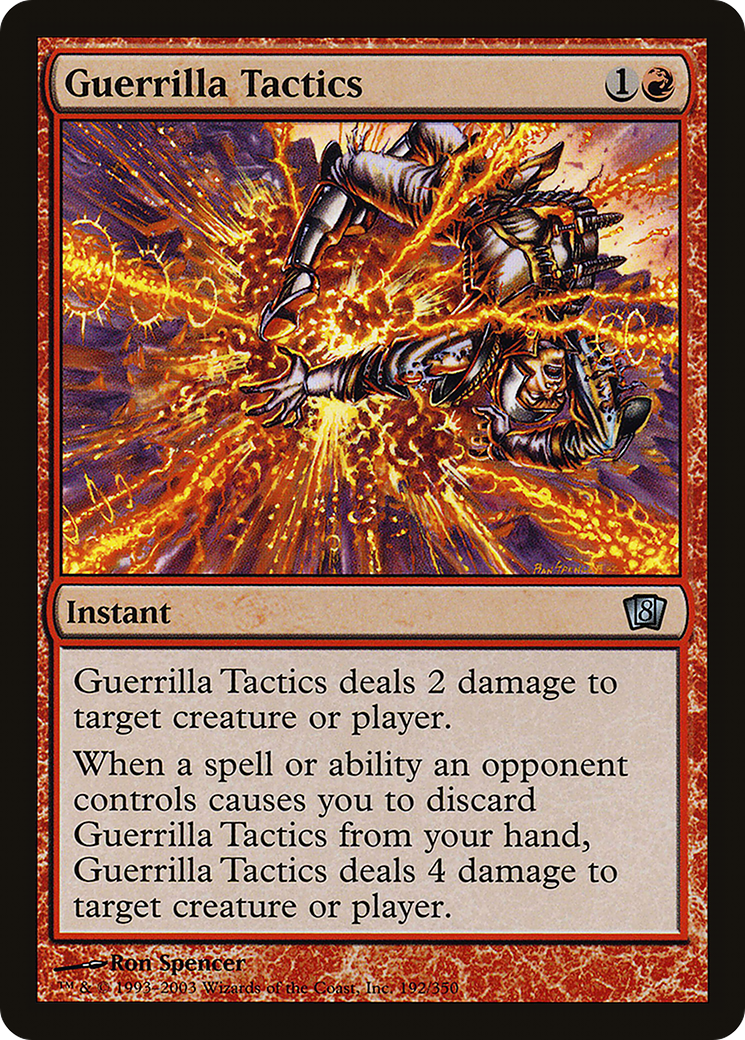 Guerrilla Tactics
1
Instant
8
Guerrilla Tactics deals 2 damage to
target creature or player.
When a spell or ability an opponent
controls causes you to discard
Guerrilla Tactics from your hand,
Guerrilla Tactics deals 4 damage to
target creature or player.
Ron Spencer
™ & © 1993–2003 Wizards of the Coast, Inc. 192/350